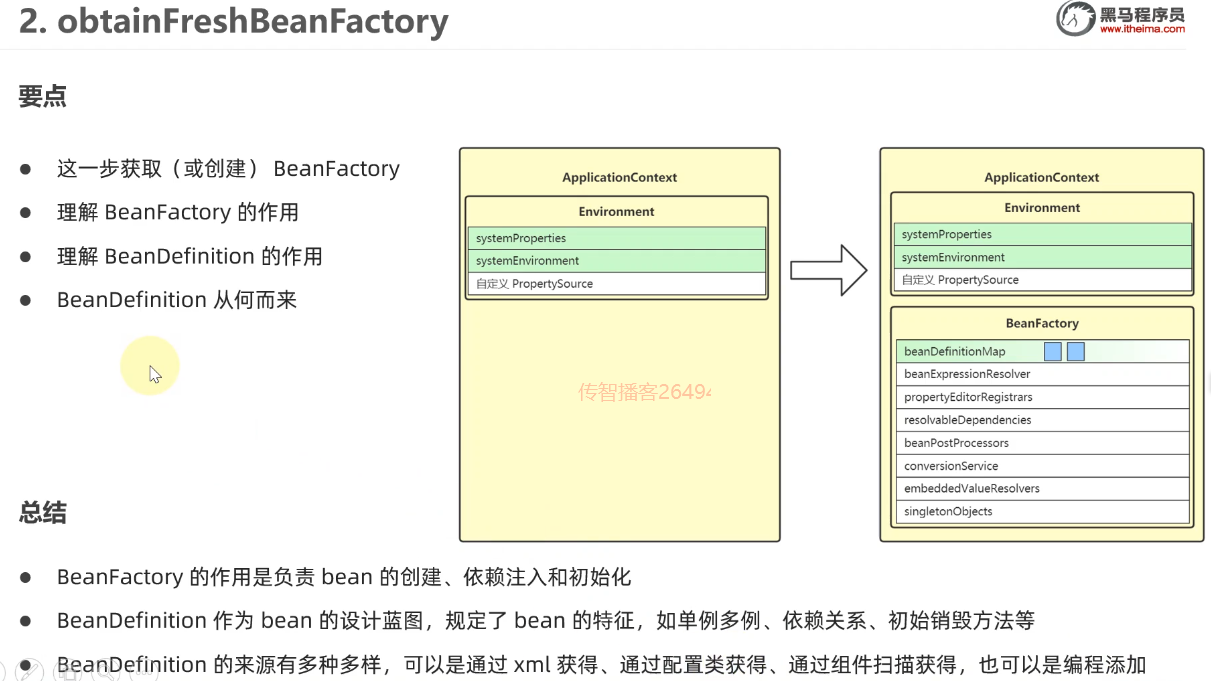 2. obtainFreshBeanFactory
黑马程序员
www.itheima.com
要点
● 这一步获取（或创建） BeanFactory
● 理解 BeanFactory 的作用
● 理解 BeanDefinition 的作用
● BeanDefinition 从何而来
ApplicationContext
Environment
systemProperties
systemEnvironment
自定义 PropertySource
传智播客26494
ApplicationContext
Environment
systemProperties
systemEnvironment
自定义 PropertySource
BeanFactory
beanDefinitionMap
beanExpressionResolver
propertyEditorRegistrars
resolvableDependencies
beanPostProcessors
conversionService
embeddedValueResolvers
singletonObjects
总结
● BeanFactory 的作用是负责 bean 的创建、依赖注入和初始化
● BeanDefinition 作为 bean 的设计蓝图，规定了 bean 的特征，如单例多例、依赖关系、初始销毁方法等
● BeanDefinition 的来源有多种多样，可以是通过 xml 获得、通过配置类获得、通过组件扫描获得，也可以是编程添加